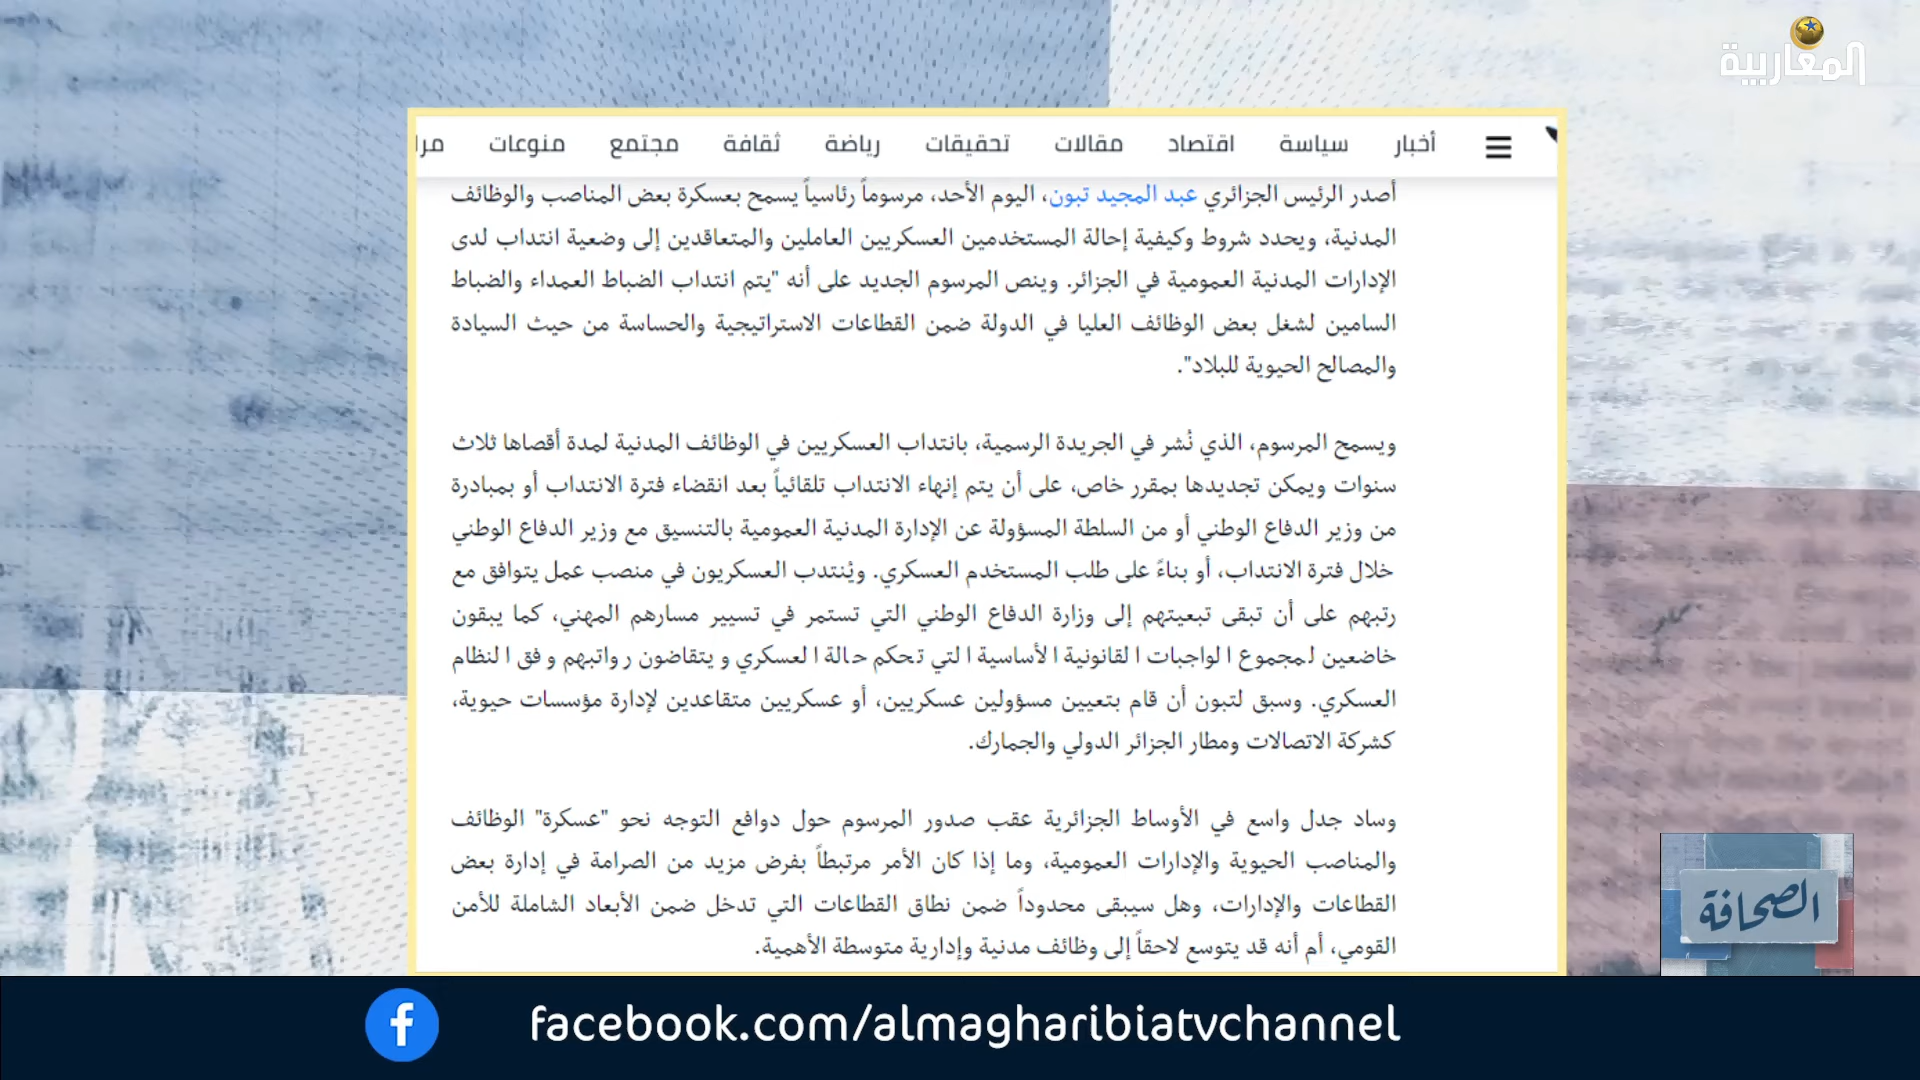 المغاربية
أخبار سياسة اقتصاد مقالات تحقيقات رياضة ثقافة مجتمع منوعات مرا
أصدر الرئيس الجزائري عبد المجيد تبون، اليوم الأحد، مرسوماً رئاسياً يسمح بعسكرة بعض المناصب والوظائف
المدنية، ويحدد شروط وكيفية إحالة المستخدمين العسكريين العاملين والمتعاقدين إلى وضعية انتداب لدى
الإدارات المدنية العمومية في الجزائر. وينص المرسوم الجديد على أنه "يتم انتداب الضباط العمداء والضباط
السامين لشغل بعض الوظائف العليا في الدولة ضمن القطاعات الاستراتيجية والحساسة من حيث السيادة
والمصالح الحيوية للبلاد".
ويسمح المرسوم، الذي نُشر في الجريدة الرسمية، بانتداب العسكريين في الوظائف المدنية لمدة أقصاها ثلاث
سنوات ويمكن تجديدها بمقرر خاص، على أن يتم إنهاء الانتداب تلقائياً بعد انقضاء فترة الانتداب أو بمبادرة
من وزير الدفاع الوطني أو من السلطة المسؤولة عن الإدارة المدنية العمومية بالتنسيق مع وزير الدفاع الوطني
خلال فترة الانتداب، أو بناءً على طلب المستخدم العسكري. ويُنتدب العسكريون في منصب عمل يتوافق مع
رتبهم على أن تبقى تبعيتهم إلى وزارة الدفاع الوطني التي تستمر في تسيير مسارهم المهني، كما يبقون
خاضعين لمجموع الواجبات القانونية الأساسية التي تحكم حالة العسكري ويتقاضون رواتبهم وفق النظام
العسكري. وسبق لتبون أن قام بتعيين مسؤولين عسكريين، أو عسكريين متقاعدين لإدارة مؤسسات حيوية،
كشركة الاتصالات ومطار الجزائر الدولي والجمارك.
وساد جدل واسع في الأوساط الجزائرية عقب صدور المرسوم حول دوافع التوجه نحو "عسكرة" الوظائف
والمناصب الحيوية والإدارات العمومية، وما إذا كان الأمر مرتبطاً بفرض مزيد من الصرامة في إدارة بعض
القطاعات والإدارات، وهل سيبقى محدوداً ضمن نطاق القطاعات التي تدخل ضمن الأبعاد الشاملة للأمن
القومي، أم أنه قد يتوسع لاحقاً إلى وظائف مدنية وإدارية متوسطة الأهمية.
الصحافة
facebook.com/almagharibiatvchannel